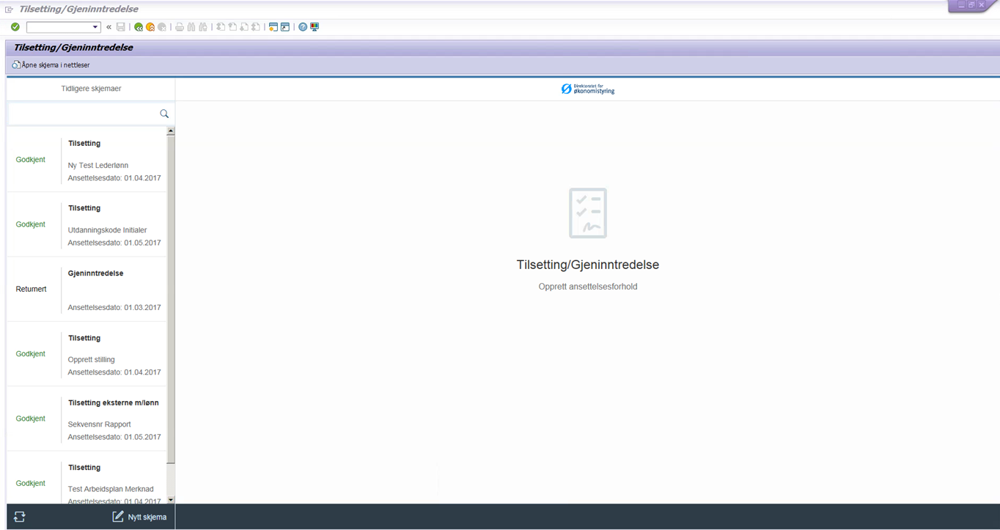 Tilsetting/Gjeninntredelse
Tilsetting/Gjeninntredelse
Åpne skjema i nettleser
Tidligere skjemaer
Direktoratet for
økonomistyring
Godkjent
Tilsetting
Ny Test Lederlønn
Ansettelsesdato: 01.04.2017
Godkjent
Tilsetting
Utdanningskode Initialer
Ansettelsesdato: 01.05.2017
Returnert
Gjeninntredelse
Ansettelsesdato: 01.03.2017
Godkjent
Tilsetting
Opprett stilling
Ansettelsesdato: 01.04.2017
Godkjent
Tilsetting eksterne m/lønn
Sekvensnr Rapport
Ansettelsesdato: 01.05.2017
Godkjent
Tilsetting
Test Arbeidsplan Merknad
Ansettelsesdato: 01.04.2017
Tilsetting/Gjeninntredelse
Opprett ansettelsesforhold
Nytt skjema